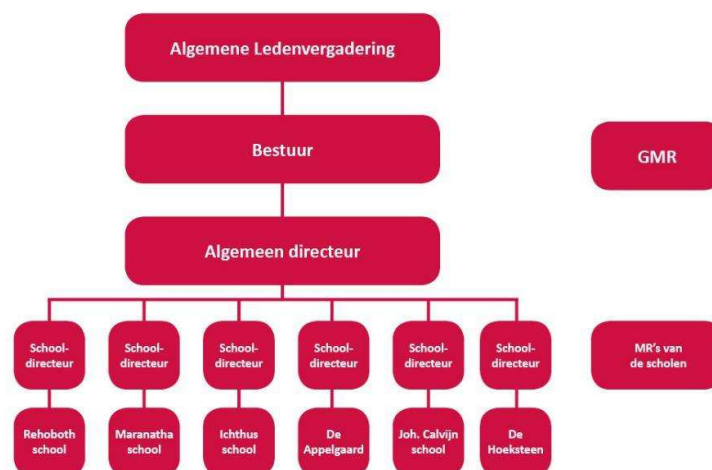 Algemene Ledenvergadering
Bestuur
GMR
Algemeen directeur
School-
directeur
School-
directeur
School-
directeur
School-
directeur
School-
directeur
School-
directeur
MR's van
de scholen
Rehoboth
school
Maranatha
school
Ichthus
school
De
Appelgaard
Joh. Calvijn
school
De
Hoeksteen